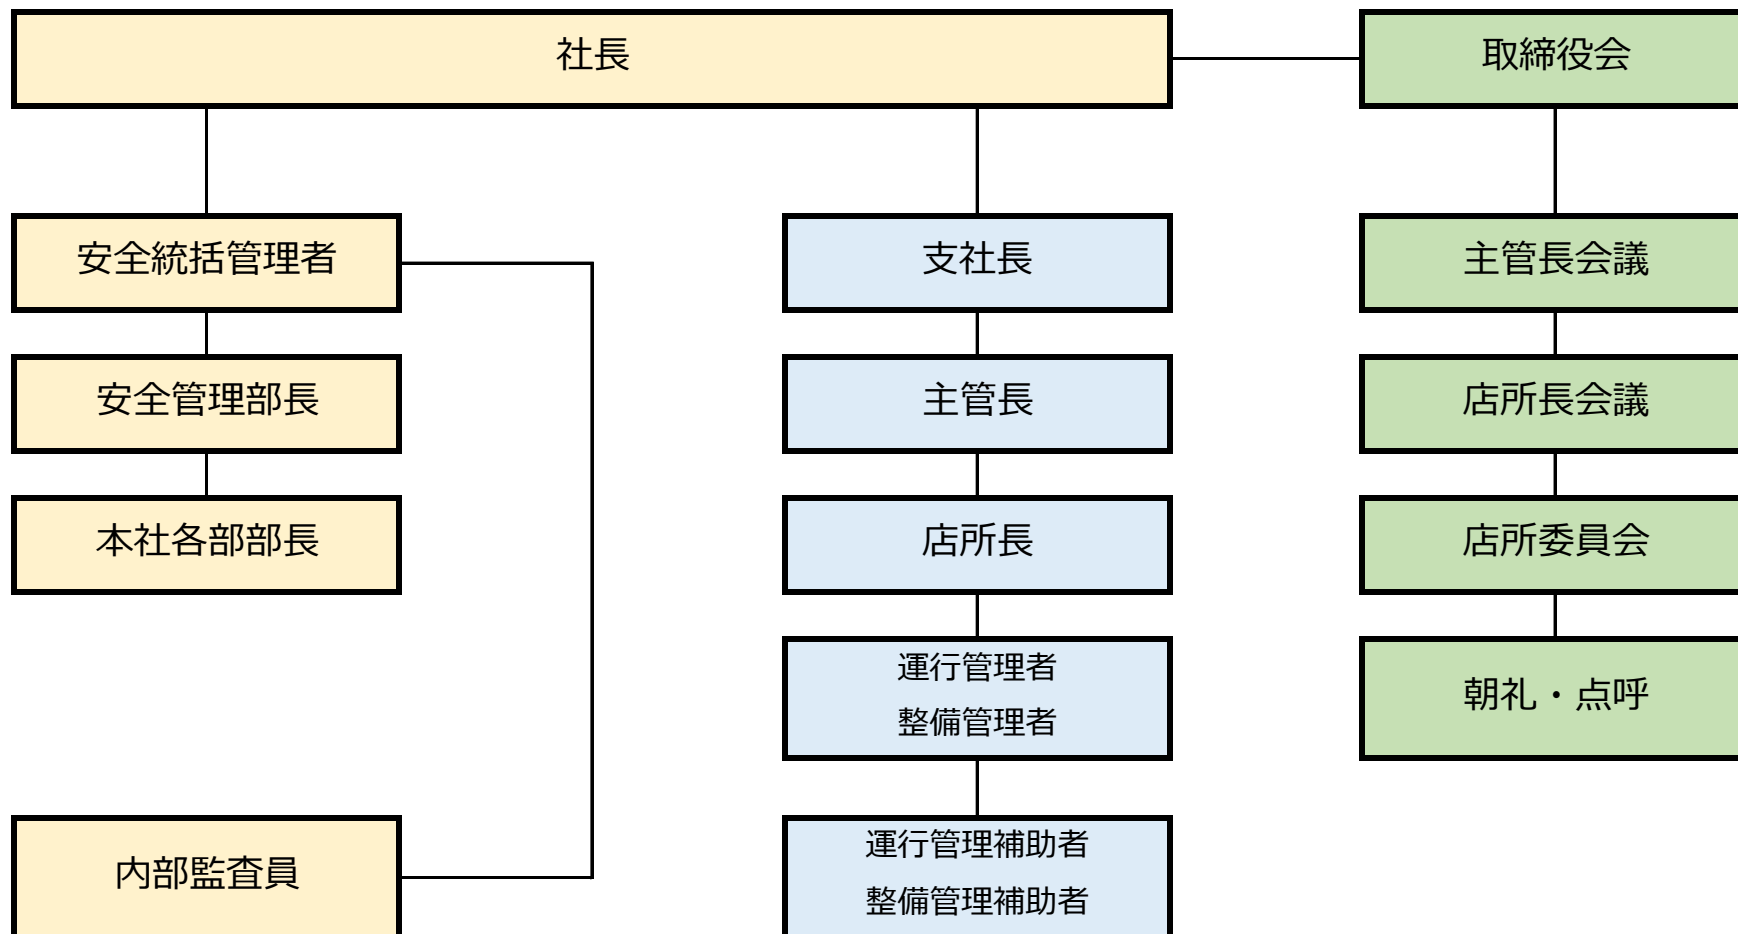 社長
取締役会
安全統括管理者
支社長
主管長会議
安全管理部長
主管長
店所長会議
本社各部部長
店所長
店所委員会
運行管理者
整備管理者
朝礼・点呼
内部監査員
運行管理補助者
整備管理補助者